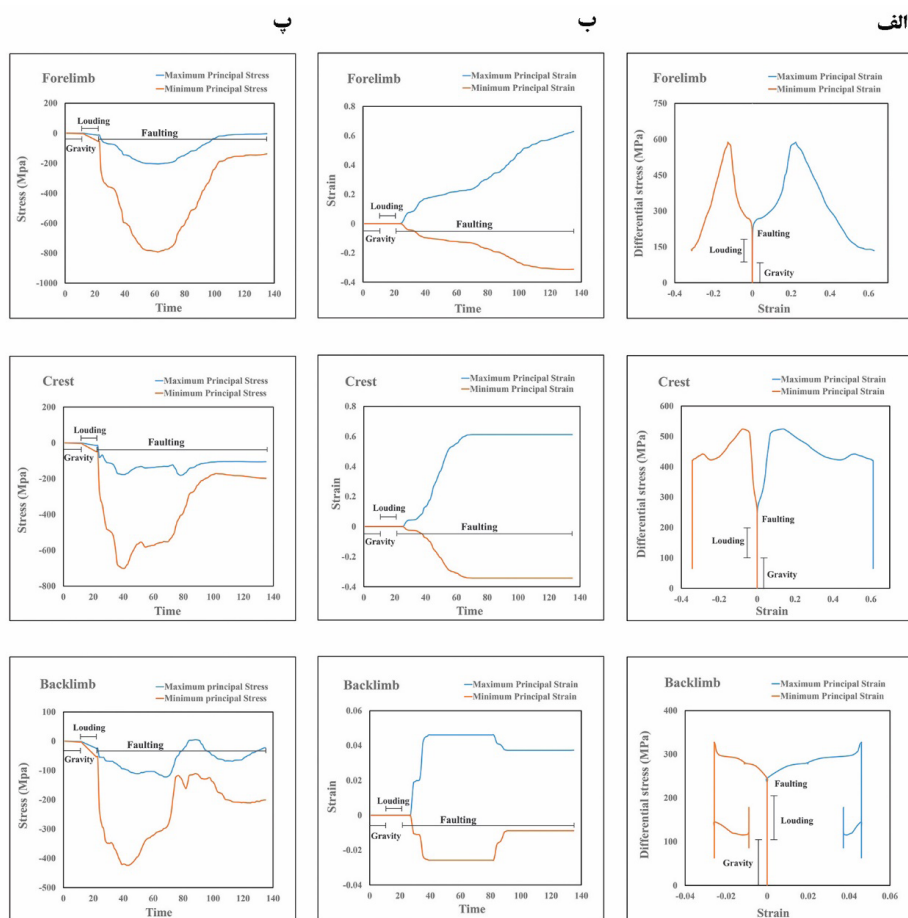 پ
ب
الف
Forelimb
Maximum Principal Stress
Minimum Principal Stress
Stress (Mpa)
200
0
-200
-400
-600
-800
-1000
Louding
Gravity
Faulting
0 20 40 60 80 100 120 140
Time
Forelimb
Maximum Principal Strain
Minimum Principal Strain
Strain
0.8
0.6
0.4
0.2
0
-0.2
-0.4
Louding
Gravity
Faulting
0 20 40 60 80 100 120 140
Time
Forelimb
Maximum Principal Strain
Minimum Principal Strain
Differential stress (MPa)
750
600
450
300
150
0
Faulting
Louding
Gravity
-0.4 -0.2 0 0.2 0.4 0.6
Strain
Crest
Maximum Principal Stress
Minimum Principal Stress
Stress (Mpa)
200
0
-200
-400
-600
-800
Louding
Gravity
Faulting
0 20 40 60 80 100 120 140
Time
Crest
Maximum Principal Strain
Minimum Principal Strain
Strain
0.8
0.6
0.4
0.2
0
-0.2
-0.4
Louding
Gravity
Faulting
0 20 40 60 80 100 120 140
Time
Crest
Maximum Principal Strain
Minimum Principal Strain
Differential stress (MPa)
600
500
400
300
200
100
0
Faulting
Louding
Gravity
-0.4 -0.2 0 0.2 0.4 0.6
Strain
Backlimb
Maximum principal Stress
Minimum principal Stress
Stress (Mpa)
100
0
-100
-200
-300
-400
-500
Louding
Gravity
Faulting
0 20 40 60 80 100 120 140
Time
Backlimb
Maximum Principal Strain
Minimum Principal Strain
Strain
0.06
0.04
0.02
0
-0.02
-0.04
Louding
Gravity
Faulting
0 20 40 60 80 100 120 140
Time
Backlimb
Maximum Principal Strain
Minimum Principal Strain
Differential stress (MPa)
400
300
200
100
0
Faulting
Louding
Gravity
-0.04 -0.02 0 0.02 0.04 0.06
Strain